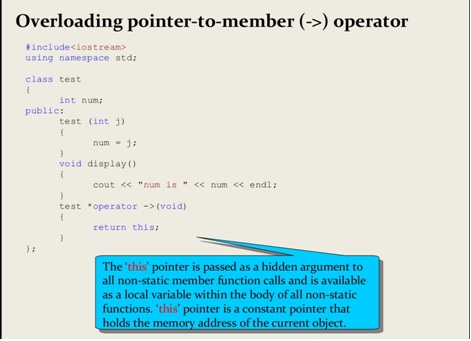 Overloading pointer-to-member (->) operator
#include<iostream>
using namespace std;
class test
{
int num;
public:
test (int j)
{
num = j;
}
void display()
{
cout << "num is " << num << endl;
}
test *operator ->(void)
{
return this;
}
};
The 'this' pointer is passed as a hidden argument to
all non-static member function calls and is available
as a local variable within the body of all non-static
functions. 'this' pointer is a constant pointer that
holds the memory address of the current object.